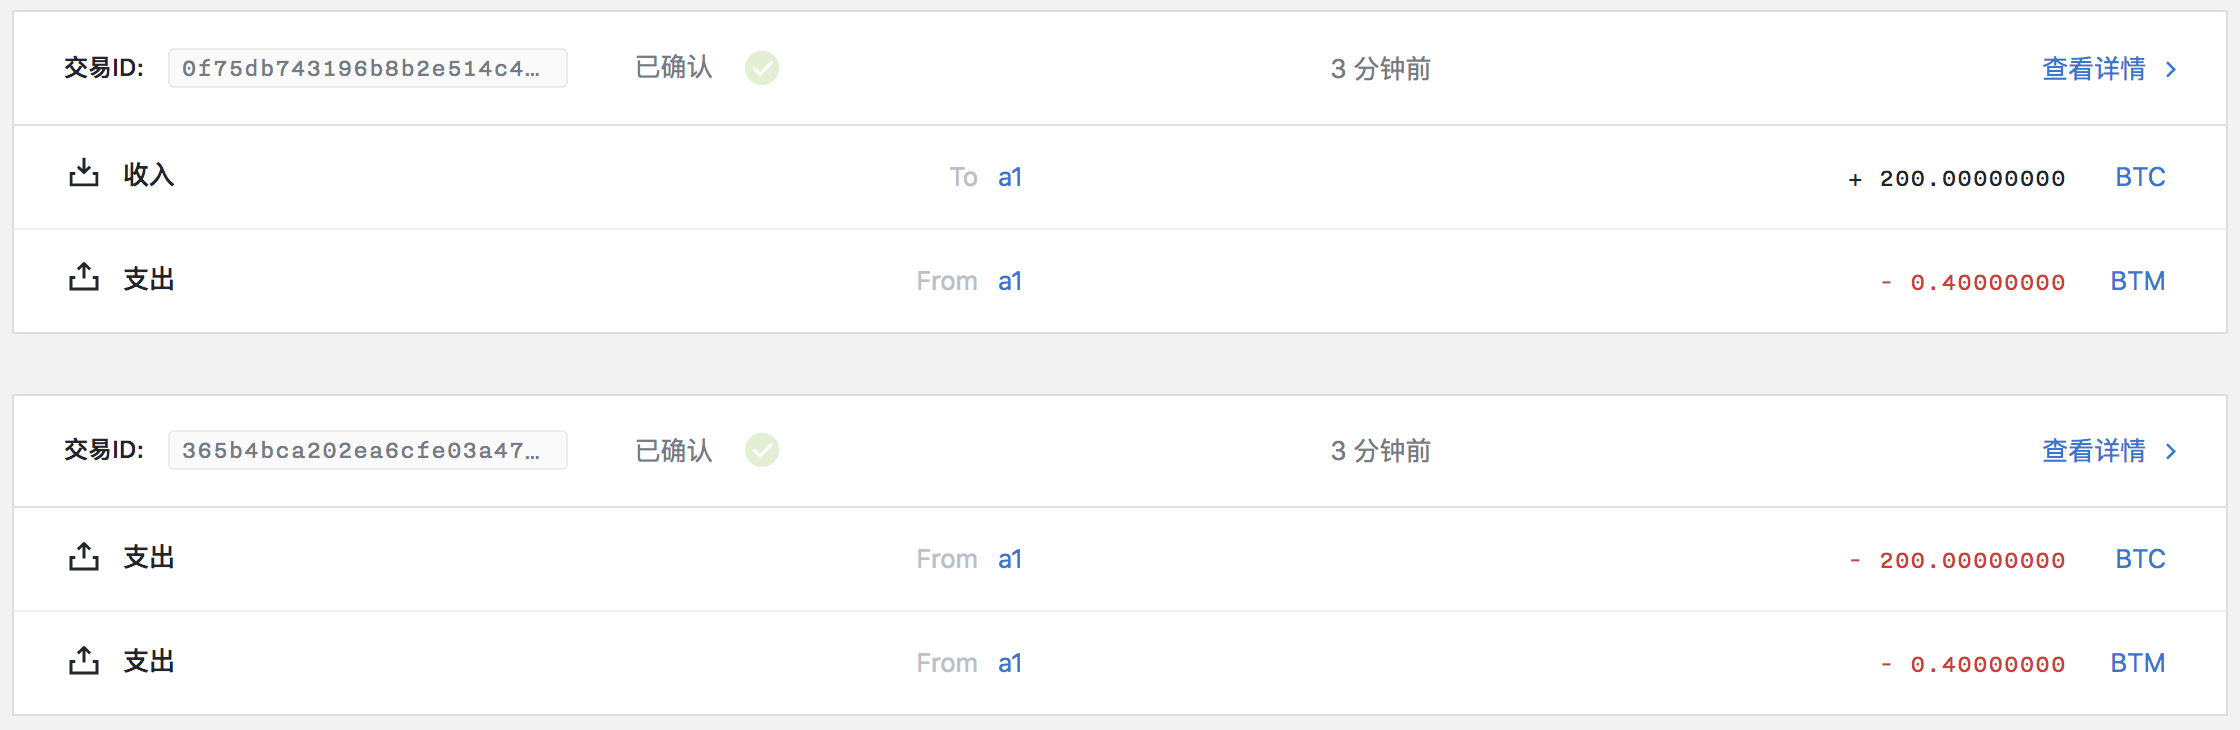 交易ID: 0f75db743196b8b2e514c4… 已确认 3 分钟前 查看详情
收入 To a1 + 200.00000000 BTC
支出 From a1 - 0.40000000 BTM
交易ID: 365b4bca202ea6cfe03a47… 已确认 3 分钟前 查看详情
支出 From a1 - 200.00000000 BTC
支出 From a1 - 0.40000000 BTM